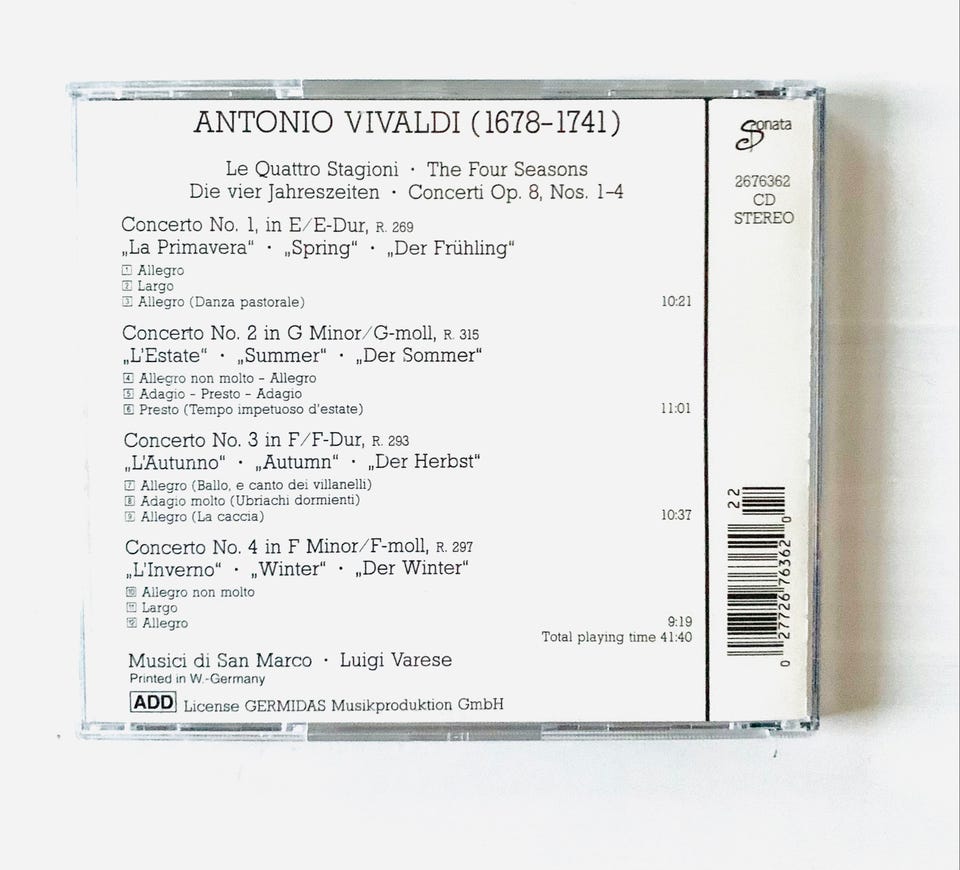 ANTONIO VIVALDI (1678-1741)
Le Quattro Stagioni · The Four Seasons
Die vier Jahreszeiten · Concerti Op. 8, Nos. 1-4
Concerto No. 1, in E/E-Dur, R. 269
„La Primavera“ · „Spring“ · „Der Frühling“
1 Allegro
2 Largo
3 Allegro (Danza pastorale) 10:21
Concerto No. 2 in G Minor/G-moll, R. 315
„L'Estate“ · „Summer“ · „Der Sommer“
4 Allegro non molto - Allegro
5 Adagio - Presto - Adagio
6 Presto (Tempo impetuoso d'estate) 11:01
Concerto No. 3 in F/F-Dur, R. 293
„L'Autunno“ · „Autumn“ · „Der Herbst“
7 Allegro (Ballo, e canto dei villanelli)
8 Adagio molto (Ubriachi dormienti)
9 Allegro (La caccia) 10:37
Concerto No. 4 in F Minor/F-moll, R. 297
„L'Inverno“ · „Winter“ · „Der Winter“
10 Allegro non molto
11 Largo
12 Allegro 9:19
Total playing time 41:40
Musici di San Marco · Luigi Varese
Printed in W.-Germany
ADD License GERMIDAS Musikproduktion GmbH
Sonata
2676362
CD
STEREO
22
0 27726 76362 0